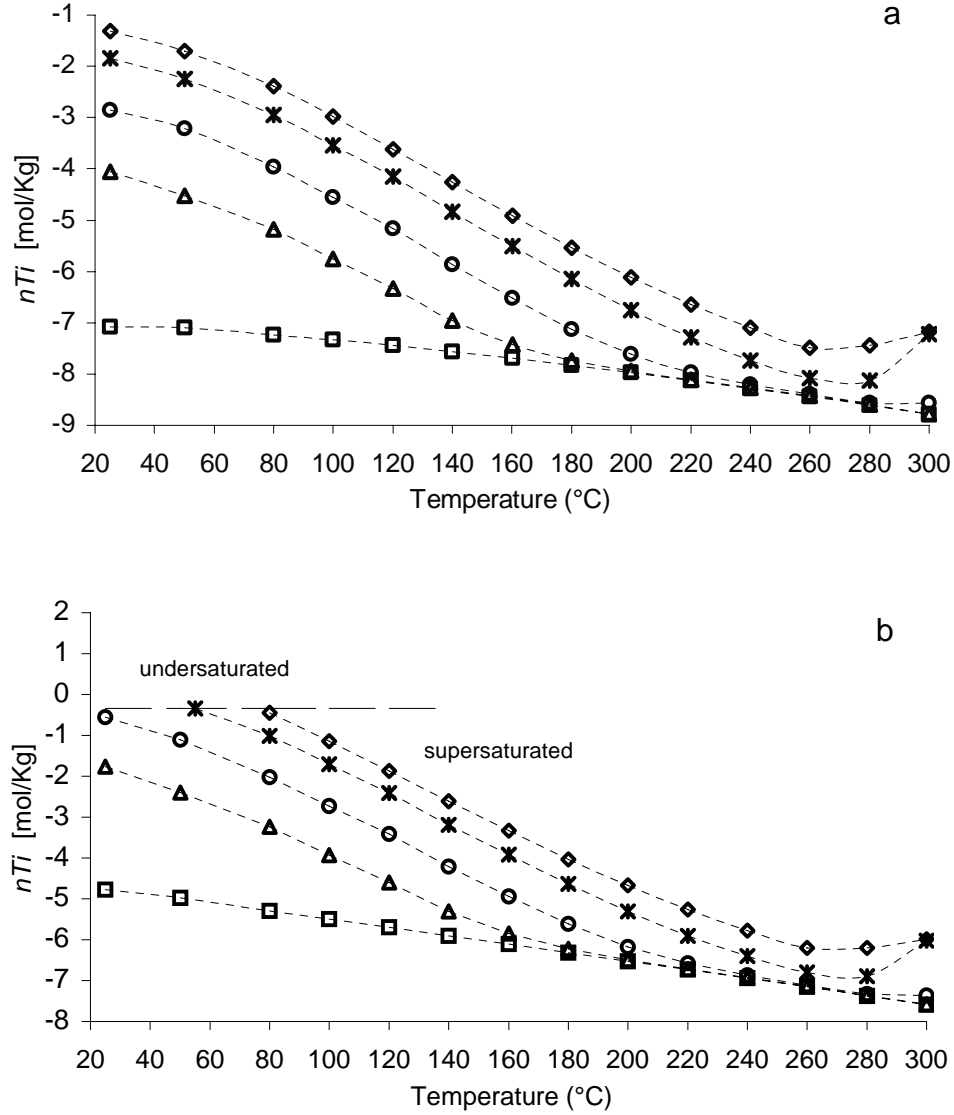 a
-1
-2
-3
-4
-5
-6
-7
-8
-9
nTi [mol/Kg]
20 40 60 80 100 120 140 160 180 200 220 240 260 280 300
Temperature (°C)
b
2
1
0
-1
-2
-3
-4
-5
-6
-7
-8
nTi [mol/Kg]
undersaturated
supersaturated
20 40 60 80 100 120 140 160 180 200 220 240 260 280 300
Temperature (°C)